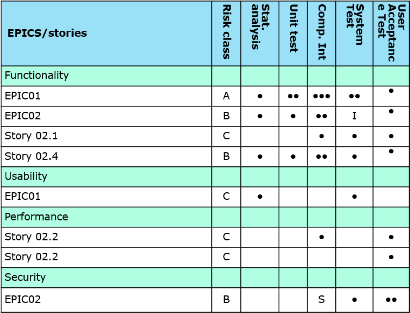 EPICS/stories Risk class Stat. analysis Unit test Comp. Int System Test User Acceptanc e Test
Functionality
EPIC01 A • •• ••• •• •
EPIC02 B • • •• I •
Story 02.1 C • • •
Story 02.4 B • • •• • •
Usability
EPIC01 C • •
Performance
Story 02.2 C • •
Story 02.2 C •
Security
EPIC02 B S • ••